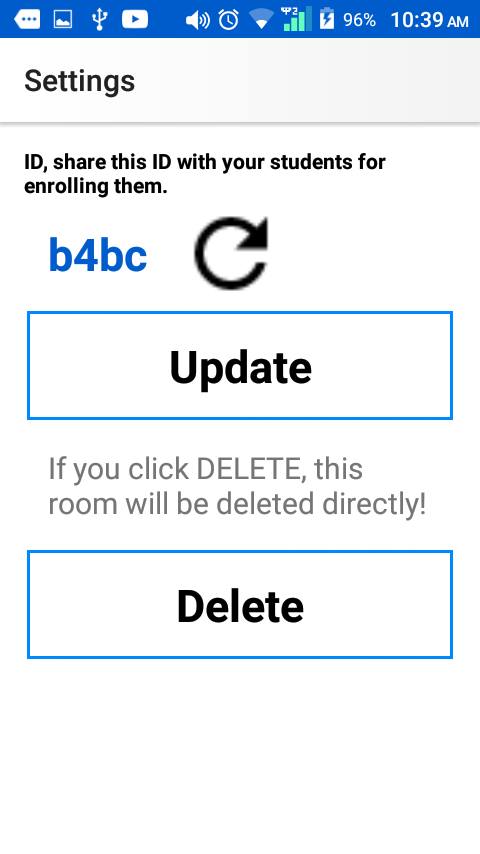 96% 10:39 AM
Settings
ID, share this ID with your students for
enrolling them.
b4bc
Update
If you click DELETE, this
room will be deleted directly!
Delete